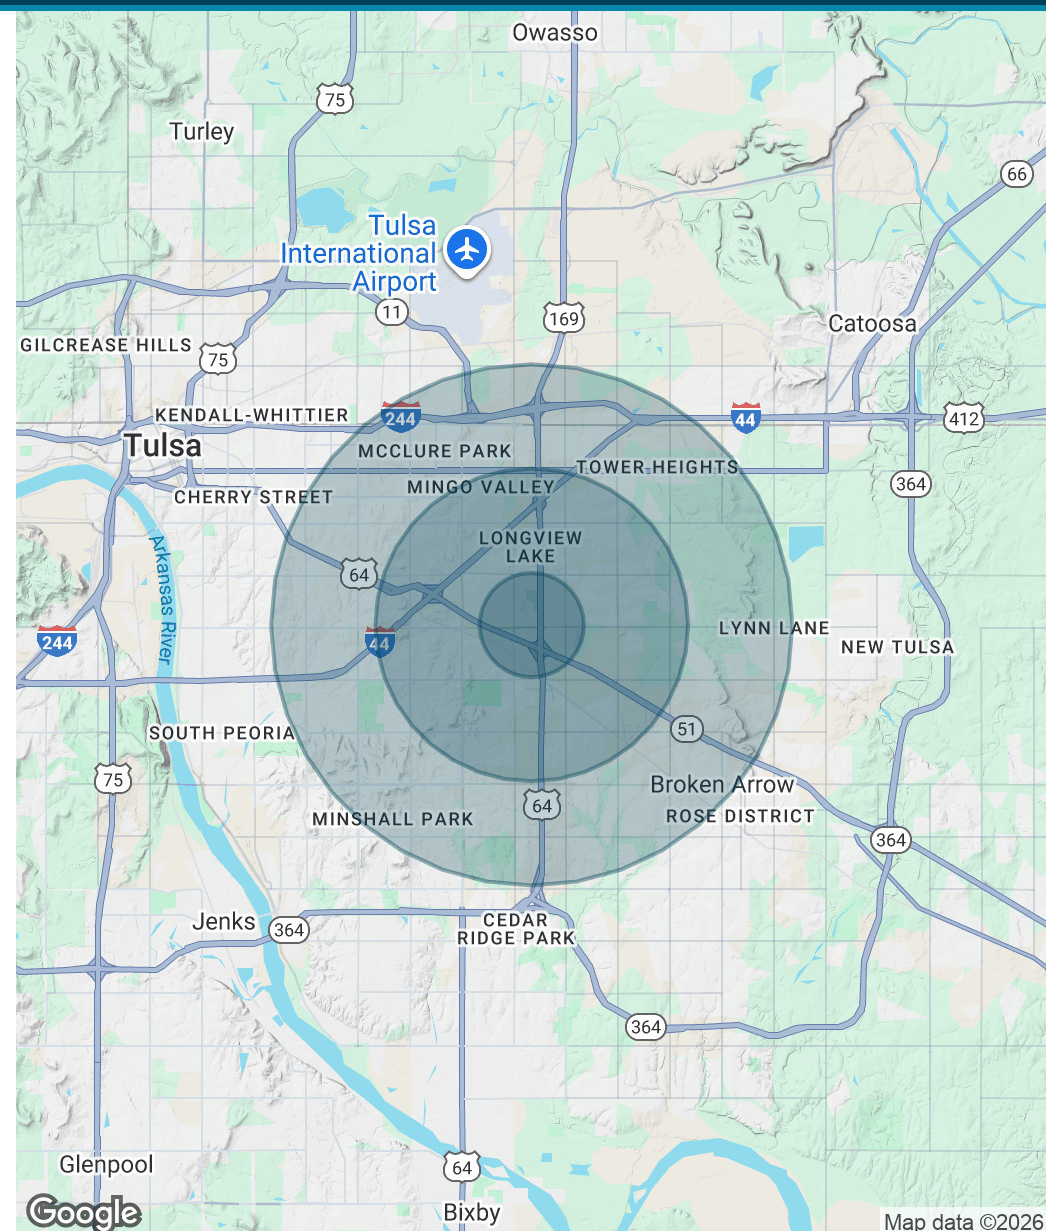 Owasso
75
Turley
66
Tulsa
International
Airport
11
169
Catoosa
GILCREASE HILLS
75
KENDALL-WHITTIER
244
44
412
Tulsa
MCCLURE PARK
TOWER HEIGHTS
MINGO VALLEY
364
CHERRY STREET
LONGVIEW
LAKE
64
Arkansas River
244
44
LYNN LANE
NEW TULSA
SOUTH PEORIA
51
75
Broken Arrow
64
MINSHALL PARK
ROSE DISTRICT
364
Jenks
364
CEDAR
RIDGE PARK
364
Glenpool
64
Bixby
Google
Map data ©2026